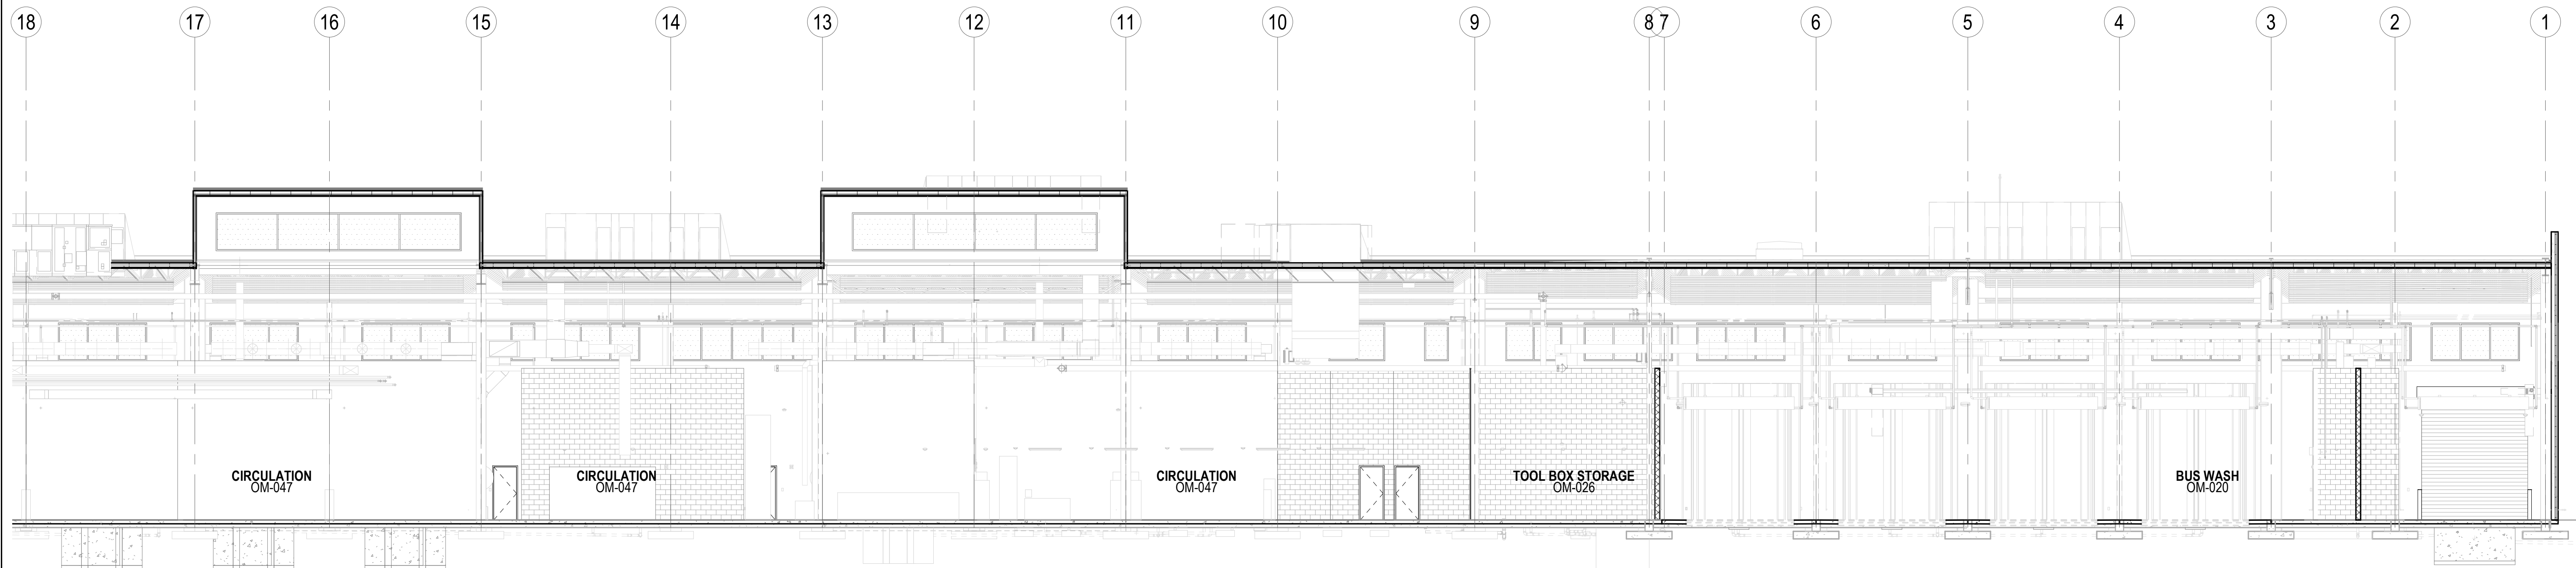 18 17 16 15 14 13 12 11 10 9 8 7 6 5 4 3 2 1
CIRCULATION CIRCULATION CIRCULATION TOOL BOX STORAGE BUS WASH
OM-047 OM-047 OM-047 OM-026 OM-020